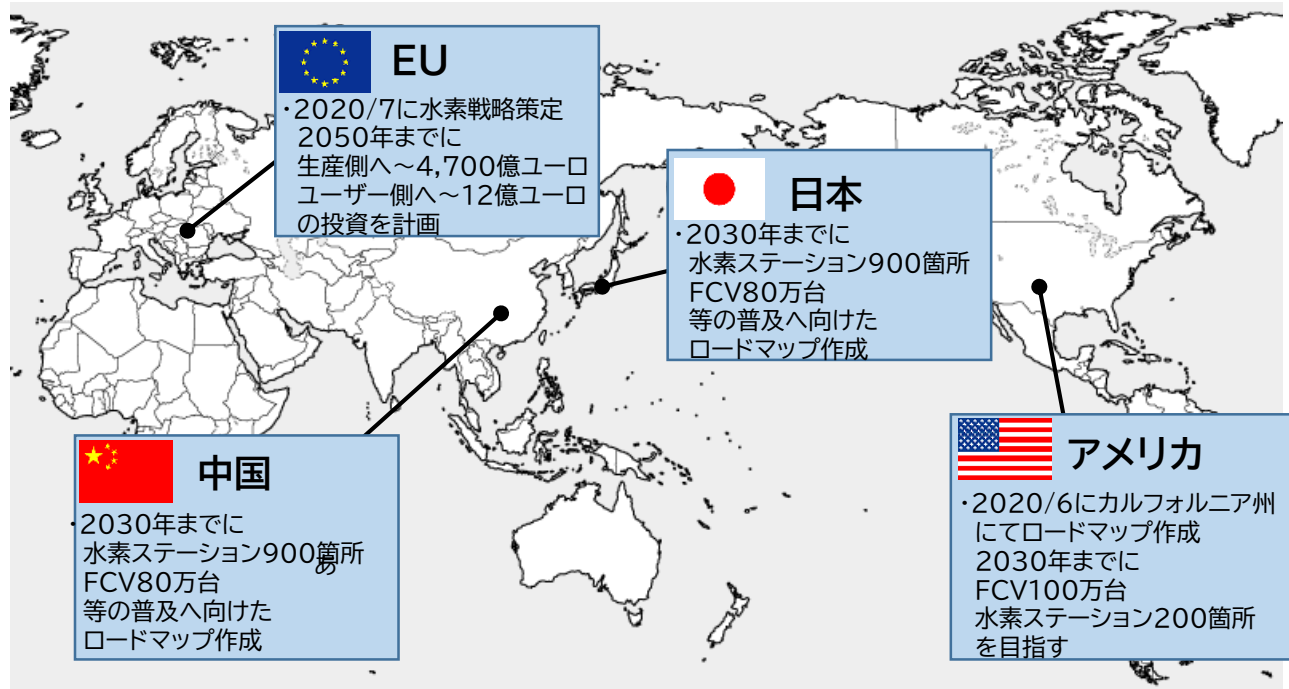 EU
・2020/7に水素戦略策定
2050年までに
生産側へ～4,700億ユーロ
ユーザー側へ～12億ユーロ
の投資を計画
日本
・2030年までに
水素ステーション900箇所
FCV80万台
等の普及へ向けた
ロードマップ作成
中国
・2030年までに
水素ステーション900箇所
あ
FCV80万台
等の普及へ向けた
ロードマップ作成
アメリカ
・2020/6にカルフォルニア州
にてロードマップ作成
2030年までに
FCV100万台
水素ステーション200箇所
を目指す